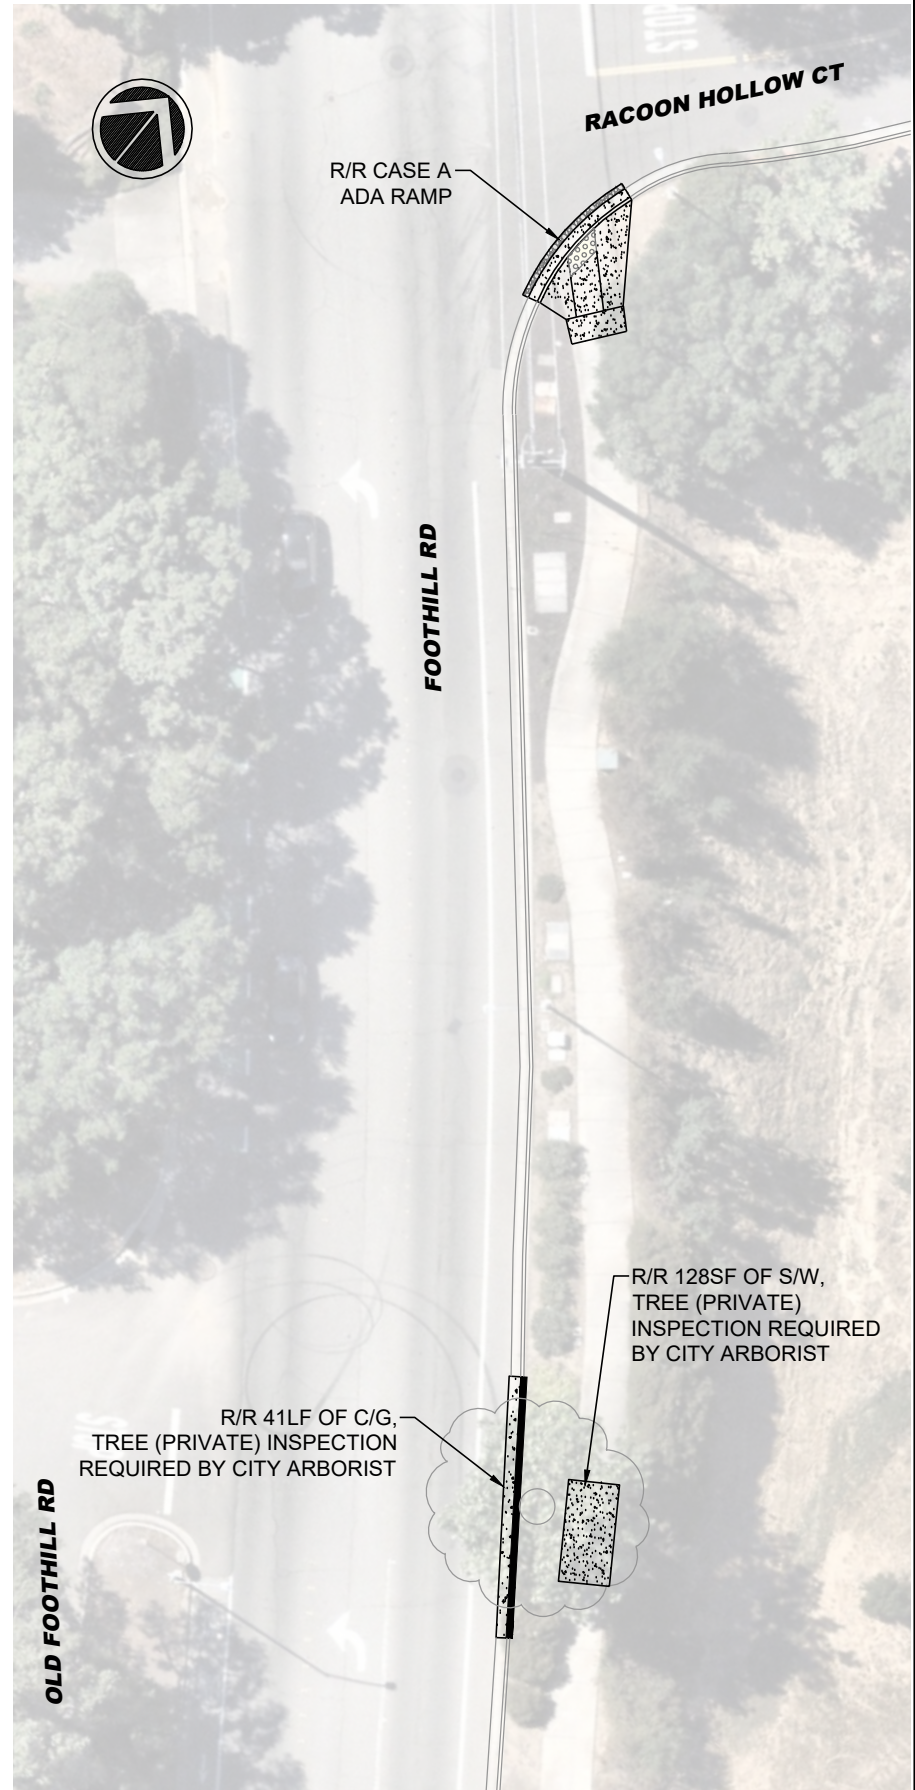 STOP
RACOON HOLLOW CT
R/R CASE A
ADA RAMP
FOOTHILL RD
R/R 128SF OF S/W,
TREE (PRIVATE)
INSPECTION REQUIRED
BY CITY ARBORIST
R/R 41LF OF C/G,
TREE (PRIVATE) INSPECTION
REQUIRED BY CITY ARBORIST
OLD FOOTHILL RD